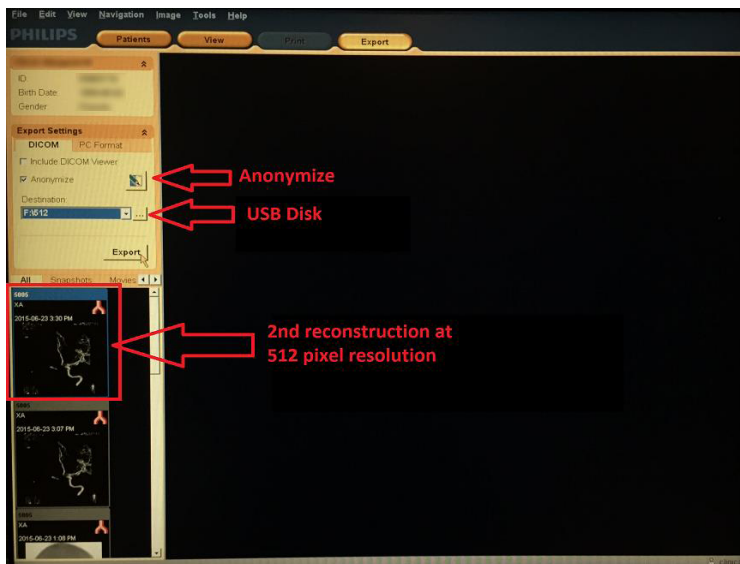 File Edit View Navigation Image Tools Help
PHILIPS Patients View Print Export
ID:
Birth Date:
Gender:
Export Settings
DICOM PC Format
Include DICOM Viewer
Anonymize
Anonymize
Destination:
F:\512 ...
USB Disk
Export
All Snapshots Movies
5005
XA
2015-06-23 3:30 PM
2nd reconstruction at
512 pixel resolution
XA
2015-06-23 3:07 PM
XA
2015-06-23 1:08 PM